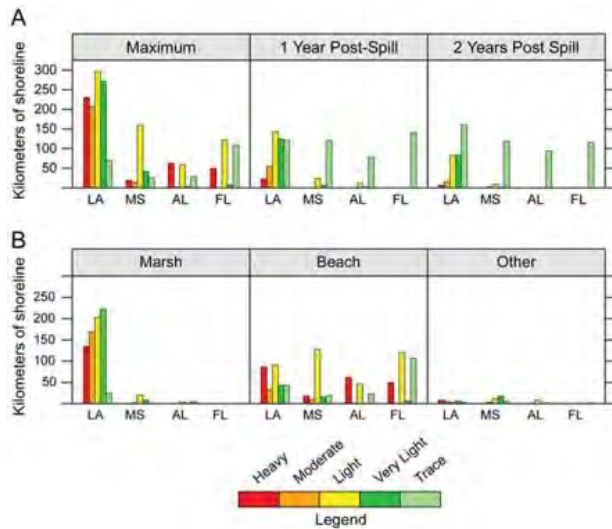 A
Maximum 1 Year Post-Spill 2 Years Post Spill
Kilometers of shoreline
300
250
200
150
100
50
LA MS AL FL LA MS AL FL LA MS AL FL
B
Marsh Beach Other
Kilometers of shoreline
250
200
150
100
50
LA MS AL FL LA MS AL FL LA MS AL FL
Heavy Moderate Light Very Light Trace
Legend